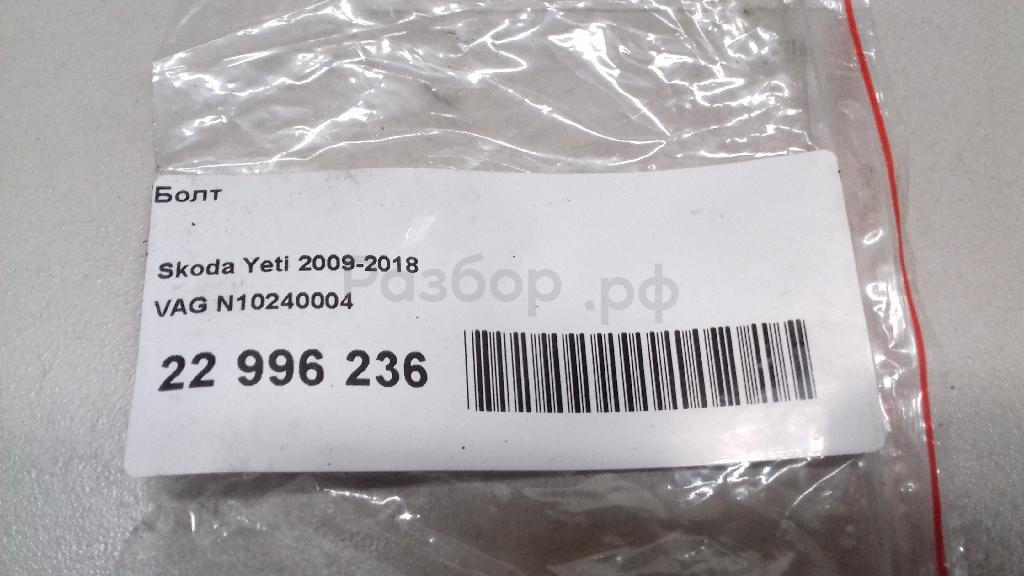 Болт
Skoda Yeti 2009-2018
Разбор.рф
VAG N10240004
22 996 236